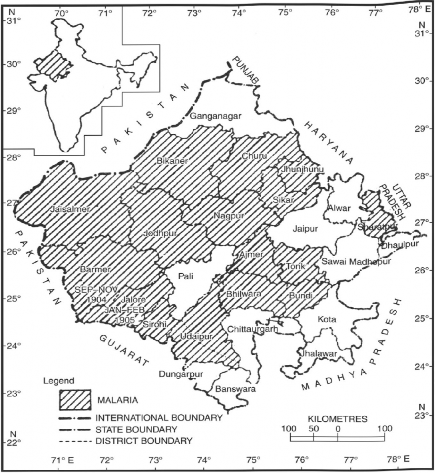 N 70° 71° 72° 73° 74° 75° 76° 77° 78° E
31° 31°
N
30° 30°
29° 29°
28° 28°
27° 27°
26° 26°
25° 25°
24° 24°
23° 23°
N
22°
71° E 72° 73° 74° 75° 76° 77° 78° E
PUNJAB
PAKISTAN
Ganganagar
HARYANA
Bikaner
Churu
Jhunjhunu
Sikar
UTTAR PRADESH
Jaisalmer
Nagpur
Alwar
Sharatpur
Jodhpur
Jaipur
Dhaulpur
PAKISTAN
Ajmer
Sawai Madhopur
Barmer
Pali
Tonk
SEP-NOV
1904
Jalore
JAN-FEB
1905
Bhilwara
Bundi
Sirohi
Kota
Udaipur
Chittaurgarh
GUJARAT
Jhalawar
MADHYA PRADESH
Dungarpur
Banswara
Legend
MALARIA
INTERNATIONAL BOUNDARY
STATE BOUNDARY
DISTRICT BOUNDARY
KILOMETRES
100 50 0 100